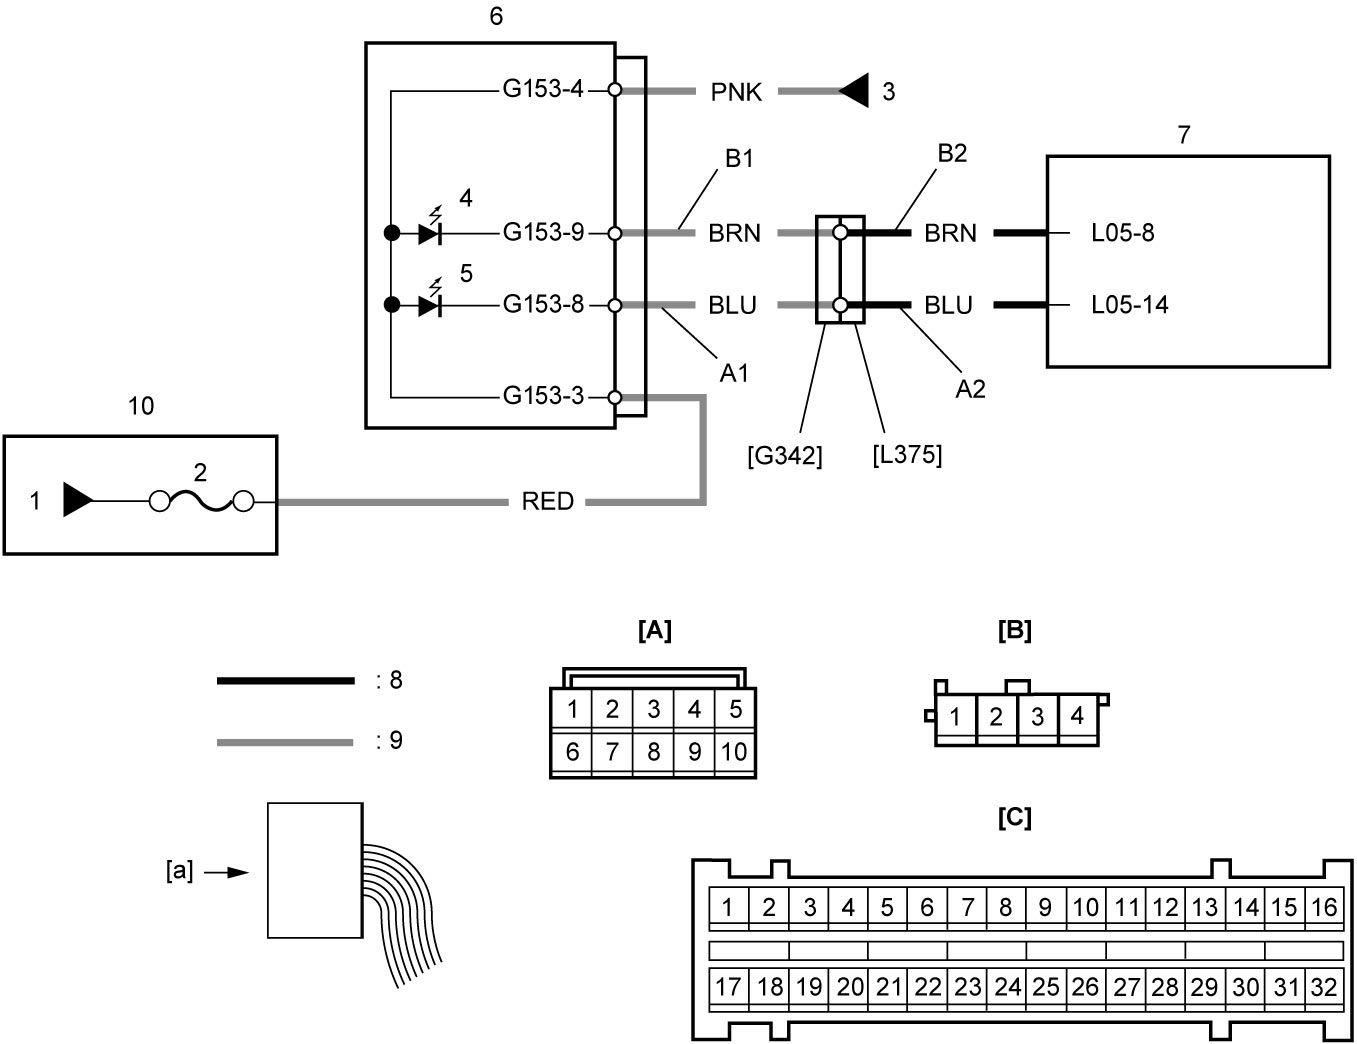 6
G153-4
PNK
3
7
B1
B2
4
G153-9
BRN
BRN
L05-8
5
G153-8
BLU
BLU
L05-14
A1
A2
G153-3
10
[G342]
[L375]
2
1
RED
[A]
[B]
: 8
1 2 3 4 5
1 2 3 4
: 9
6 7 8 9 10
[C]
[a]
1 2 3 4 5 6 7 8 9 10 11 12 13 14 15 16
17 18 19 20 21 22 23 24 25 26 27 28 29 30 31 32